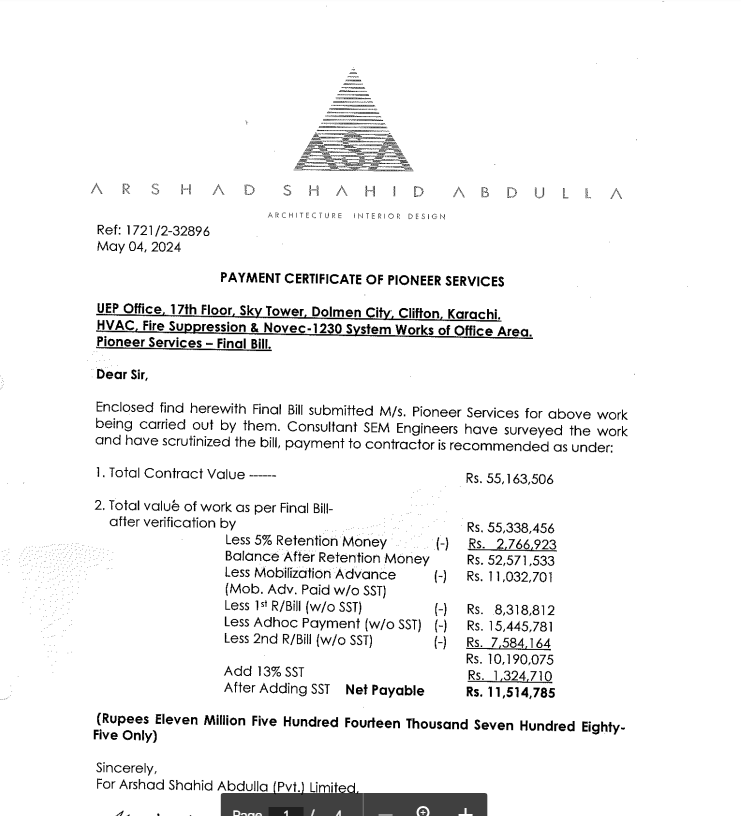 ASA
ARSHAD SHAHID ABDULLA
ARCHITECTURE INTERIOR DESIGN
Ref: 1721/2-32896
May 04, 2024
PAYMENT CERTIFICATE OF PIONEER SERVICES
UEP Office, 17th Floor, Sky Tower, Dolmen City, Clifton, Karachi.
HVAC, Fire Suppression & Novec-1230 System Works of Office Area.
Pioneer Services – Final Bill.
Dear Sir,
Enclosed find herewith Final Bill submitted M/s. Pioneer Services for above work
being carried out by them. Consultant SEM Engineers have surveyed the work
and have scrutinized the bill, payment to contractor is recommended as under:
1. Total Contract Value ------ Rs. 55,163,506
2. Total value of work as per Final Bill-
after verification by Rs. 55,338,456
Less 5% Retention Money (-) Rs. 2,766,923
Balance After Retention Money Rs. 52,571,533
Less Mobilization Advance (-) Rs. 11,032,701
(Mob. Adv. Paid w/o SST)
Less 1st R/Bill (w/o SST) (-) Rs. 8,318,812
Less Adhoc Payment (w/o SST) (-) Rs. 15,445,781
Less 2nd R/Bill (w/o SST) (-) Rs. 7,584,164
Rs. 10,190,075
Add 13% SST Rs. 1,324,710
After Adding SST Net Payable Rs. 11,514,785
(Rupees Eleven Million Five Hundred Fourteen Thousand Seven Hundred Eighty-
Five Only)
Sincerely,
For Arshad Shahid Abdulla (Pvt.) Limited,
Page 1 / 4